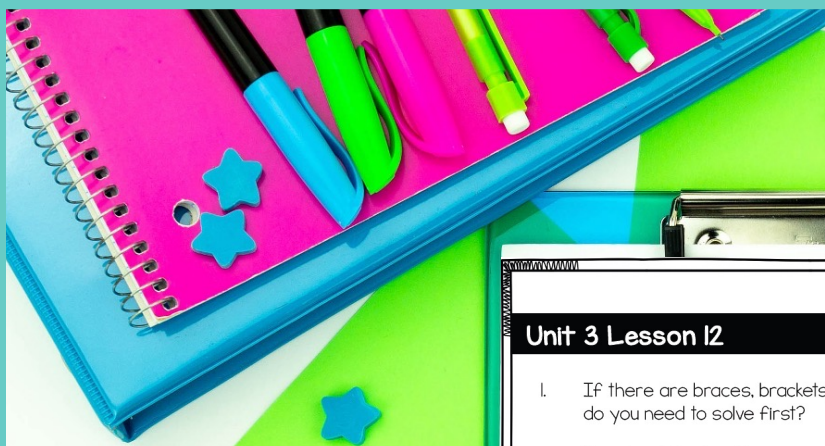 Unit 3 Lesson 12
1. If there are braces, brackets
do you need to solve first?